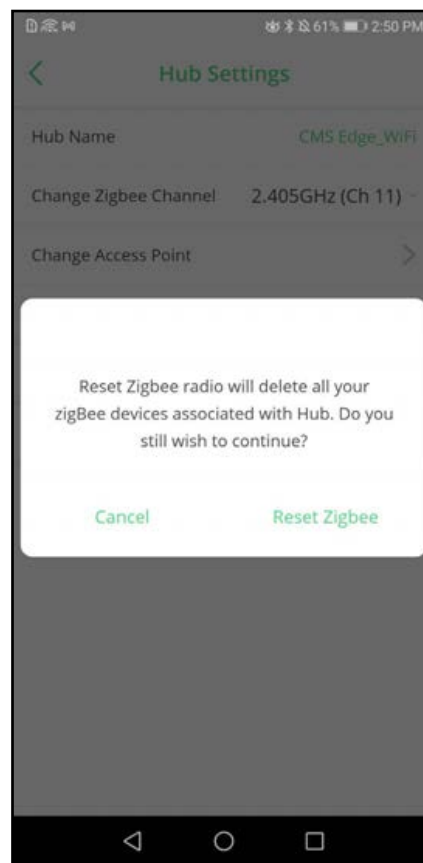 61% 2:50 PM
Hub Settings
Hub Name CMS Edge_WiFi
Change Zigbee Channel 2.405GHz (Ch 11)
Change Access Point
Reset Zigbee radio will delete all your
zigBee devices associated with Hub. Do you
still wish to continue?
Cancel Reset Zigbee